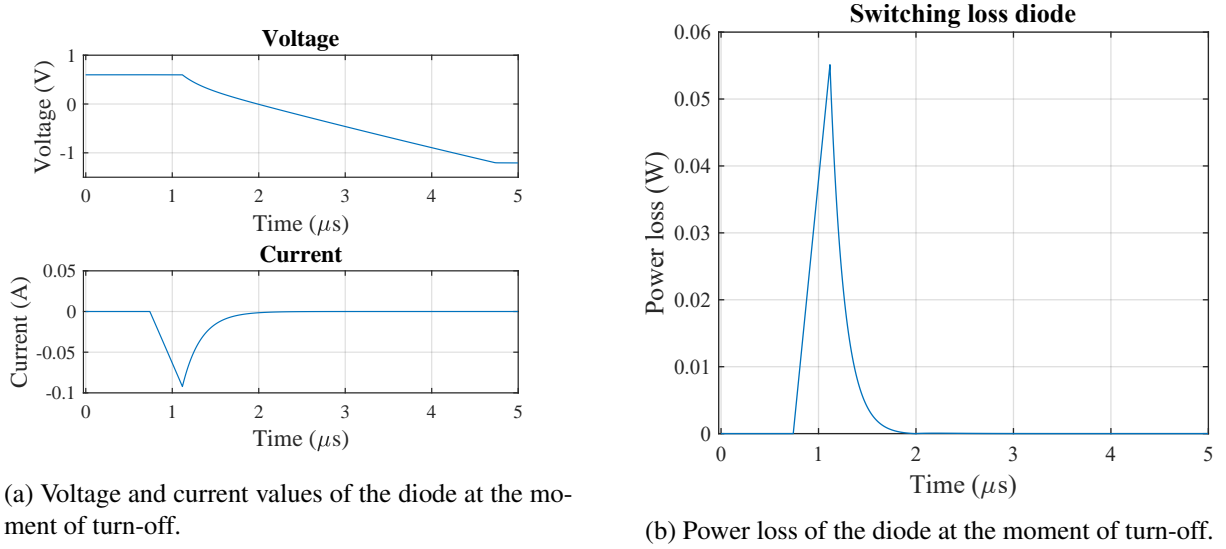 Voltage
1
0
-1
Voltage (V)
0 1 2 3 4 5
Time (μs)
Current
0.05
0
-0.05
-0.1
Current (A)
0 1 2 3 4 5
Time (μs)
(a) Voltage and current values of the diode at the mo-
ment of turn-off.
Switching loss diode
0.06
0.05
0.04
0.03
0.02
0.01
0
Power loss (W)
0 1 2 3 4 5
Time (μs)
(b) Power loss of the diode at the moment of turn-off.